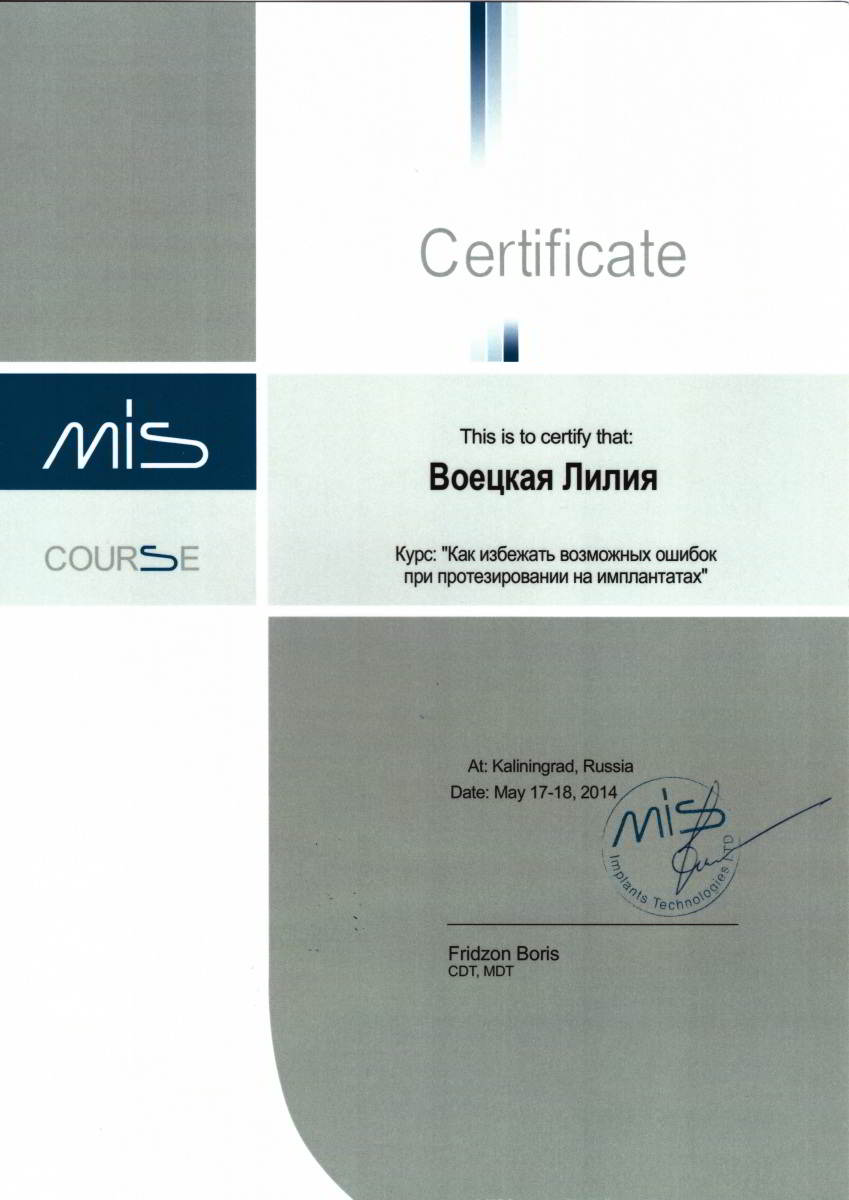 Certificate
mis
COURSE
This is to certify that:
Воецкая Лилия
Курс: "Как избежать возможных ошибок
при протезировании на имплантатах"
At: Kaliningrad, Russia
Date: May 17-18, 2014
mis
Implants Technologies LTD
Fridzon Boris
CDT, MDT